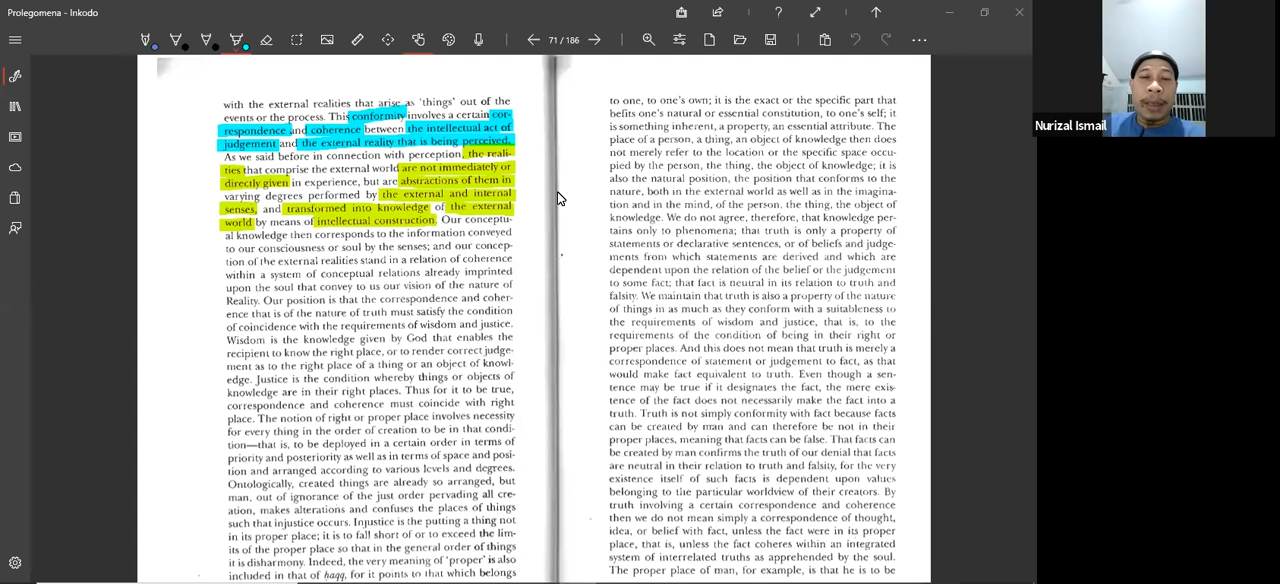 Prolegomena - Inkodo
71 / 186
with the external realities that arise as 'things' out of the
events or the process. This conformity involves a certain cor-
respondence and coherence between the intellectual act of
judgement and the external reality that is being perceived.
As we said before in connection with perception, the reali-
ties that comprise the external world are not immediately or
directly given in experience, but are abstractions of them in
varying degrees performed by the external and internal
senses, and transformed into knowledge of the external
world by means of intellectual construction. Our conceptu-
al knowledge then corresponds to the information conveyed
to our consciousness or soul by the senses; and our concep-
tion of the external realities stand in a relation of coherence
within a system of conceptual relations already imprinted
upon the soul that convey to us our vision of the nature of
Reality. Our position is that the correspondence and coher-
ence that is of the nature of truth must satisfy the condition
of coincidence with the requirements of wisdom and justice.
Wisdom is the knowledge given by God that enables the
recipient to know the right place, or to render correct judge-
ment as to the right place of a thing or an object of knowl-
edge. Justice is the condition whereby things or objects of
knowledge are in their right places. Thus for it to be true,
correspondence and coherence must coincide with right
place. The notion of right or proper place involves necessity
for every thing in the order of creation to be in that condi-
tion—that is, to be deployed in a certain order in terms of
priority and posteriority as well as in terms of space and posi-
tion and arranged according to various levels and degrees.
Ontologically, created things are already so arranged, but
man, out of ignorance of the just order pervading all cre-
ation, makes alterations and confuses the places of things
such that injustice occurs. Injustice is the putting a thing not
in its proper place; it is to fall short of or to exceed the lim-
its of the proper place so that in the general order of things
it is disharmony. Indeed, the very meaning of 'proper' is also
included in that of ḥaqq, for it points to that which belongs
to one, to one's own; it is the exact or the specific part that
befits one's natural or essential constitution, to one's self; it
is something inherent, a property, an essential attribute. The
place of a person, a thing, an object of knowledge then does
not merely refer to the location or the specific space occu-
pied by the person, the thing, the object of knowledge; it is
also the natural position, the position that conforms to the
nature, both in the external world as well as in the imagina-
tion and in the mind, of the person, the thing, the object of
knowledge. We do not agree, therefore, that knowledge per-
tains only to phenomena; that truth is only a property of
statements or declarative sentences, or of beliefs and judge-
ments from which statements are derived and which are
dependent upon the relation of the belief or the judgement
to some fact; that fact is neutral in its relation to truth and
falsity. We maintain that truth is also a property of the nature
of things in as much as they conform with a suitableness to
the requirements of wisdom and justice, that is, to the
requirements of the condition of being in their right or
proper places. And this does not mean that truth is merely a
correspondence of statement or judgement to fact, as that
would make fact equivalent to truth. Even though a sen-
tence may be true if it designates the fact, the mere exis-
tence of the fact does not necessarily make the fact into a
truth. Truth is not simply conformity with fact because facts
can be created by man and can therefore be not in their
proper places, meaning that facts can be false. That facts can
be created by man confirms the truth of our denial that facts
are neutral in their relation to truth and falsity, for the very
existence itself of such facts is dependent upon values
belonging to the particular worldview of their creators. By
truth involving a certain correspondence and coherence
then we do not mean simply a correspondence of thought,
idea, or belief with fact, unless the fact were in its proper
place, that is, unless the fact coheres within an integrated
system of interrelated truths as apprehended by the soul.
The proper place of man, for example, is that he is to be
Nurizal Ismail